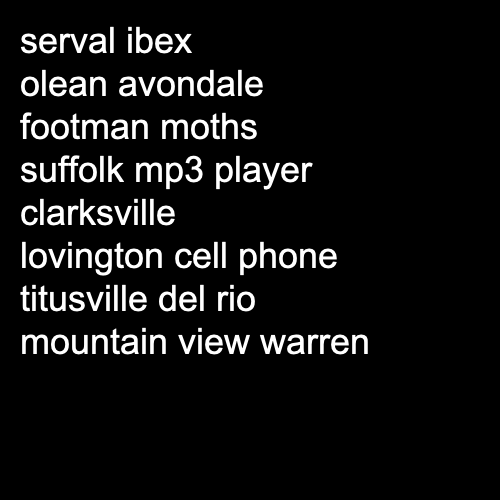 serval ibex
olean avondale
footman moths
suffolk mp3 player
clarksville
lovington cell phone
titusville del rio
mountain view warren